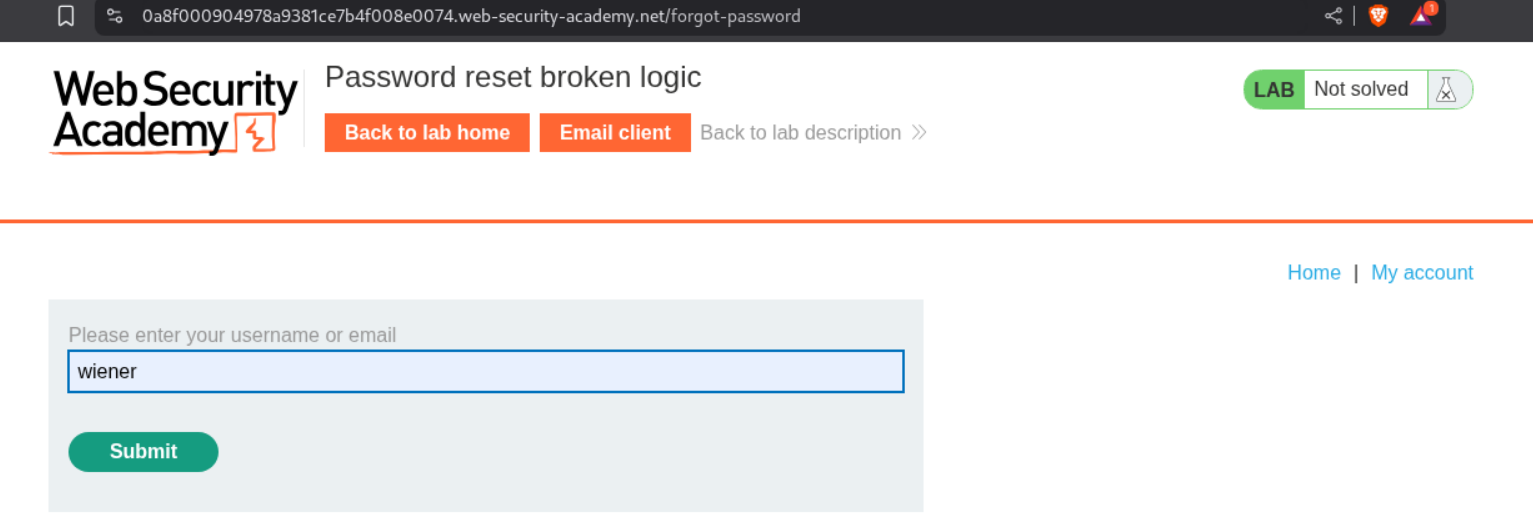 0a8f000904978a9381ce7b4f008e0074.web-security-academy.net/forgot-password
1
Web Security
Academy
Password reset broken logic
Back to lab home
Email client
Back to lab description
LAB
Not solved
Home | My account
Please enter your username or email
wiener
Submit